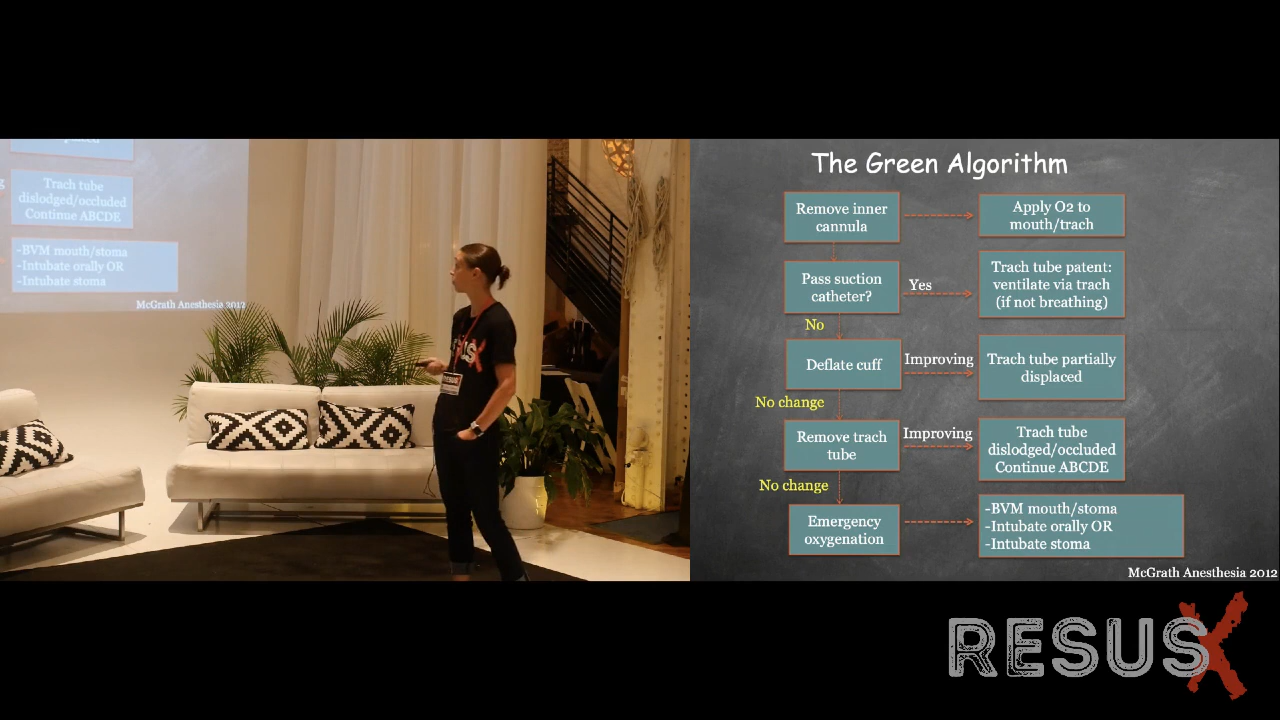 Trach tube
dislodged/occluded
Continue ABCDE
-BVM mouth/stoma
-Intubate orally OR
-Intubate stoma
McGrath Anesthesia 2012
The Green Algorithm
Remove inner
cannula
Apply O2 to
mouth/trach
Pass suction
catheter?
Yes
Trach tube patent:
ventilate via trach
(if not breathing)
No
Deflate cuff
Improving
Trach tube partially
displaced
No change
Remove trach
tube
Improving
Trach tube
dislodged/occluded
Continue ABCDE
No change
Emergency
oxygenation
-BVM mouth/stoma
-Intubate orally OR
-Intubate stoma
McGrath Anesthesia 2012
RESUSX